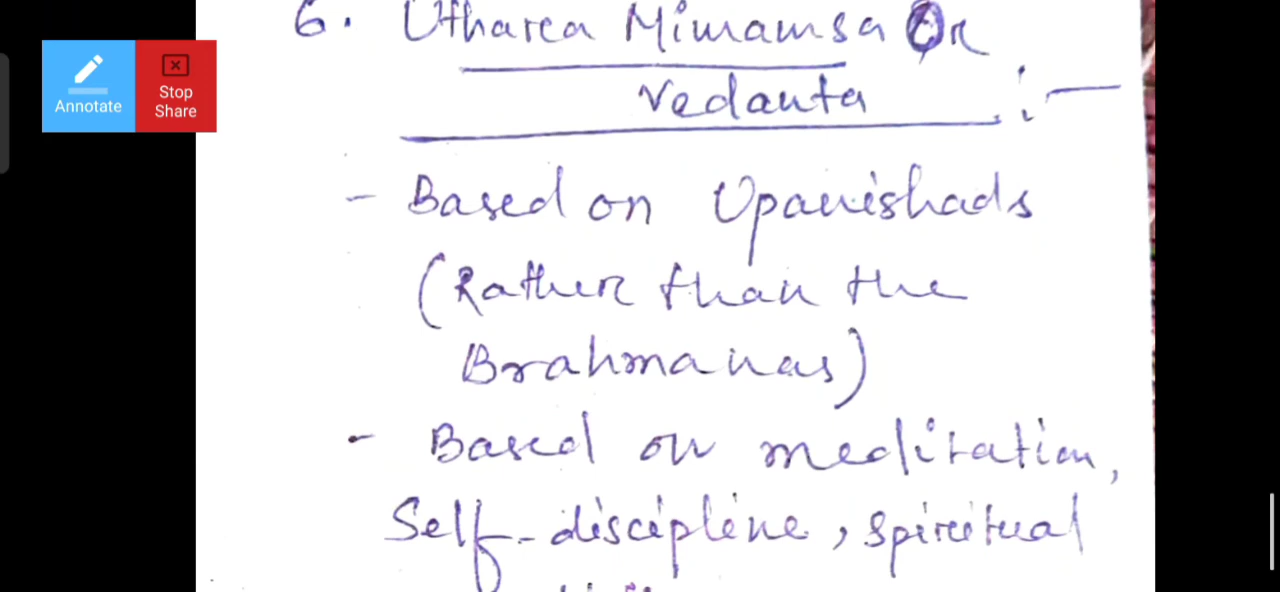 6. Uthara Mimamsa Or
Vedanta :-
- Based on Upanishads
(Rather than the
Brahmanas)
- Based on meditation,
Self-discipline, spiritual
Annotate
Stop
Share